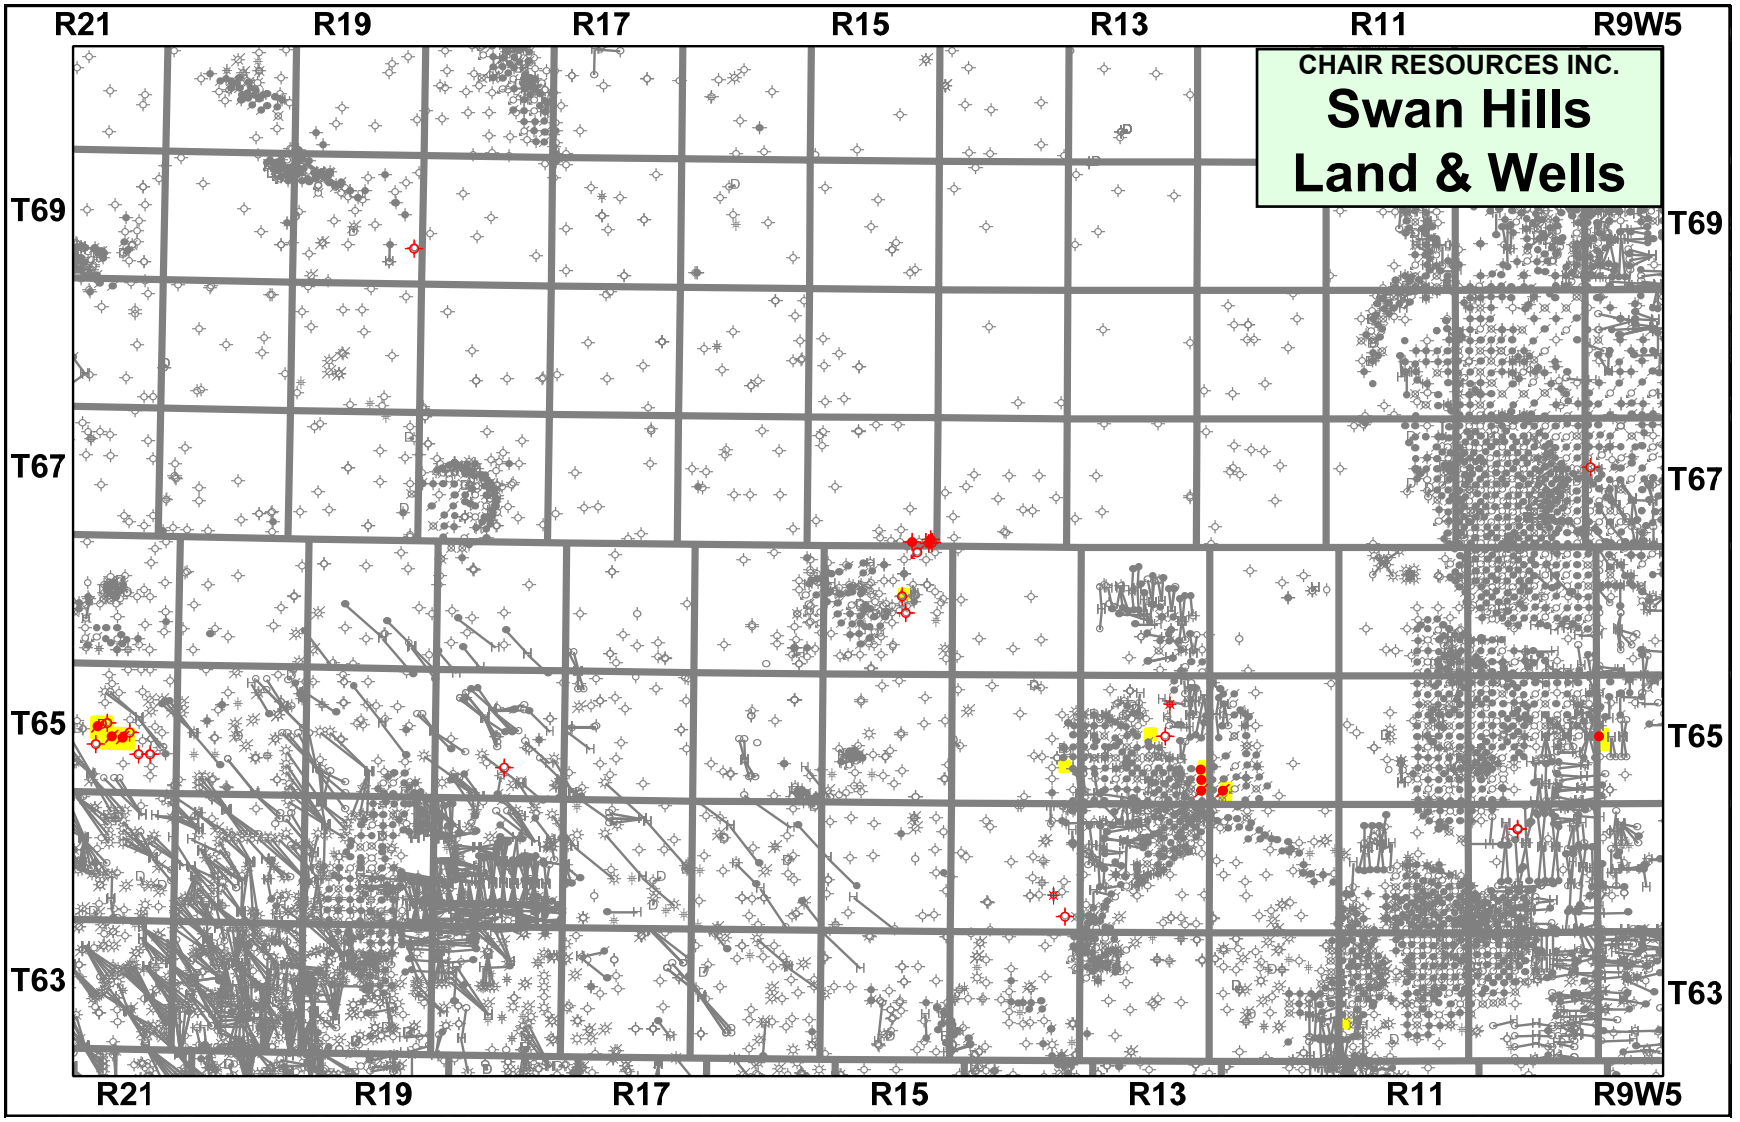 R21 R19 R17 R15 R13 R11 R9W5
CHAIR RESOURCES INC.
Swan Hills
Land & Wells
T69 T69
T67 T67
T65 T65
T63 T63
R21 R19 R17 R15 R13 R11 R9W5